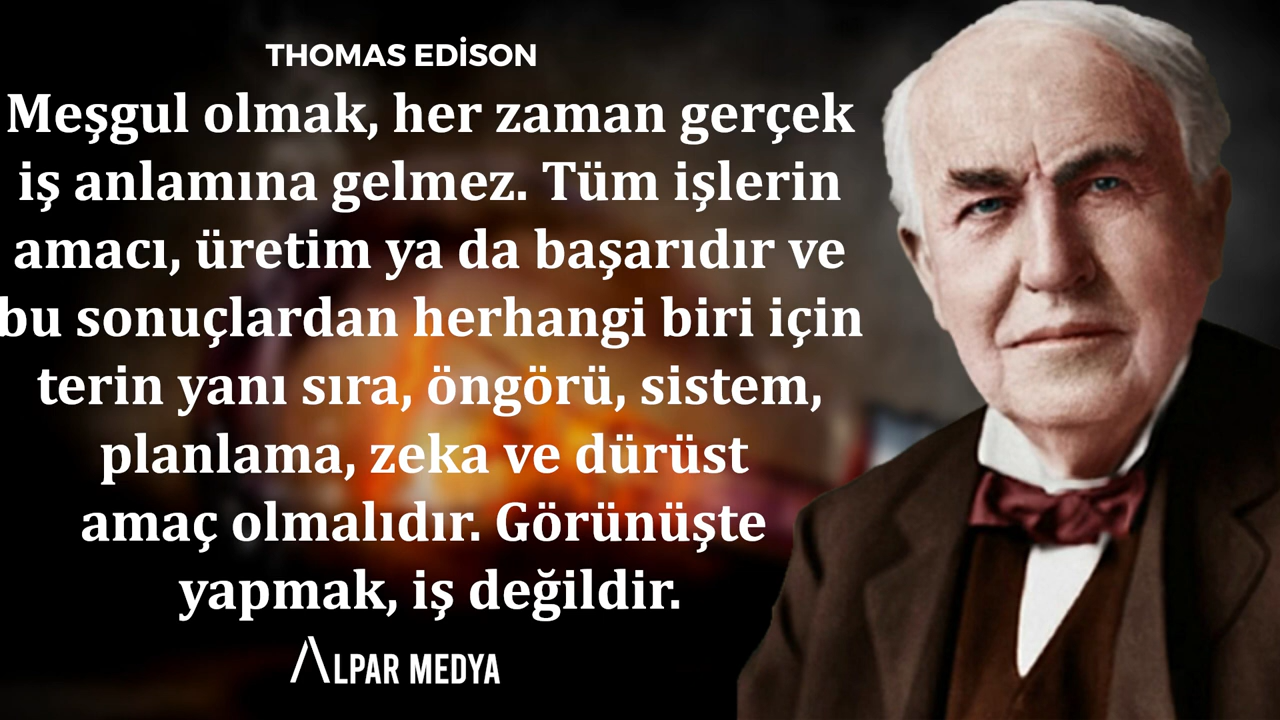 THOMAS EDİSON
Meşgul olmak, her zaman gerçek
iş anlamına gelmez. Tüm işlerin
amacı, üretim ya da başarıdır ve
bu sonuçlardan herhangi biri için
terin yanı sıra, öngörü, sistem,
planlama, zeka ve dürüst
amaç olmalıdır. Görünüşte
yapmak, iş değildir.
ALPAR MEDYA